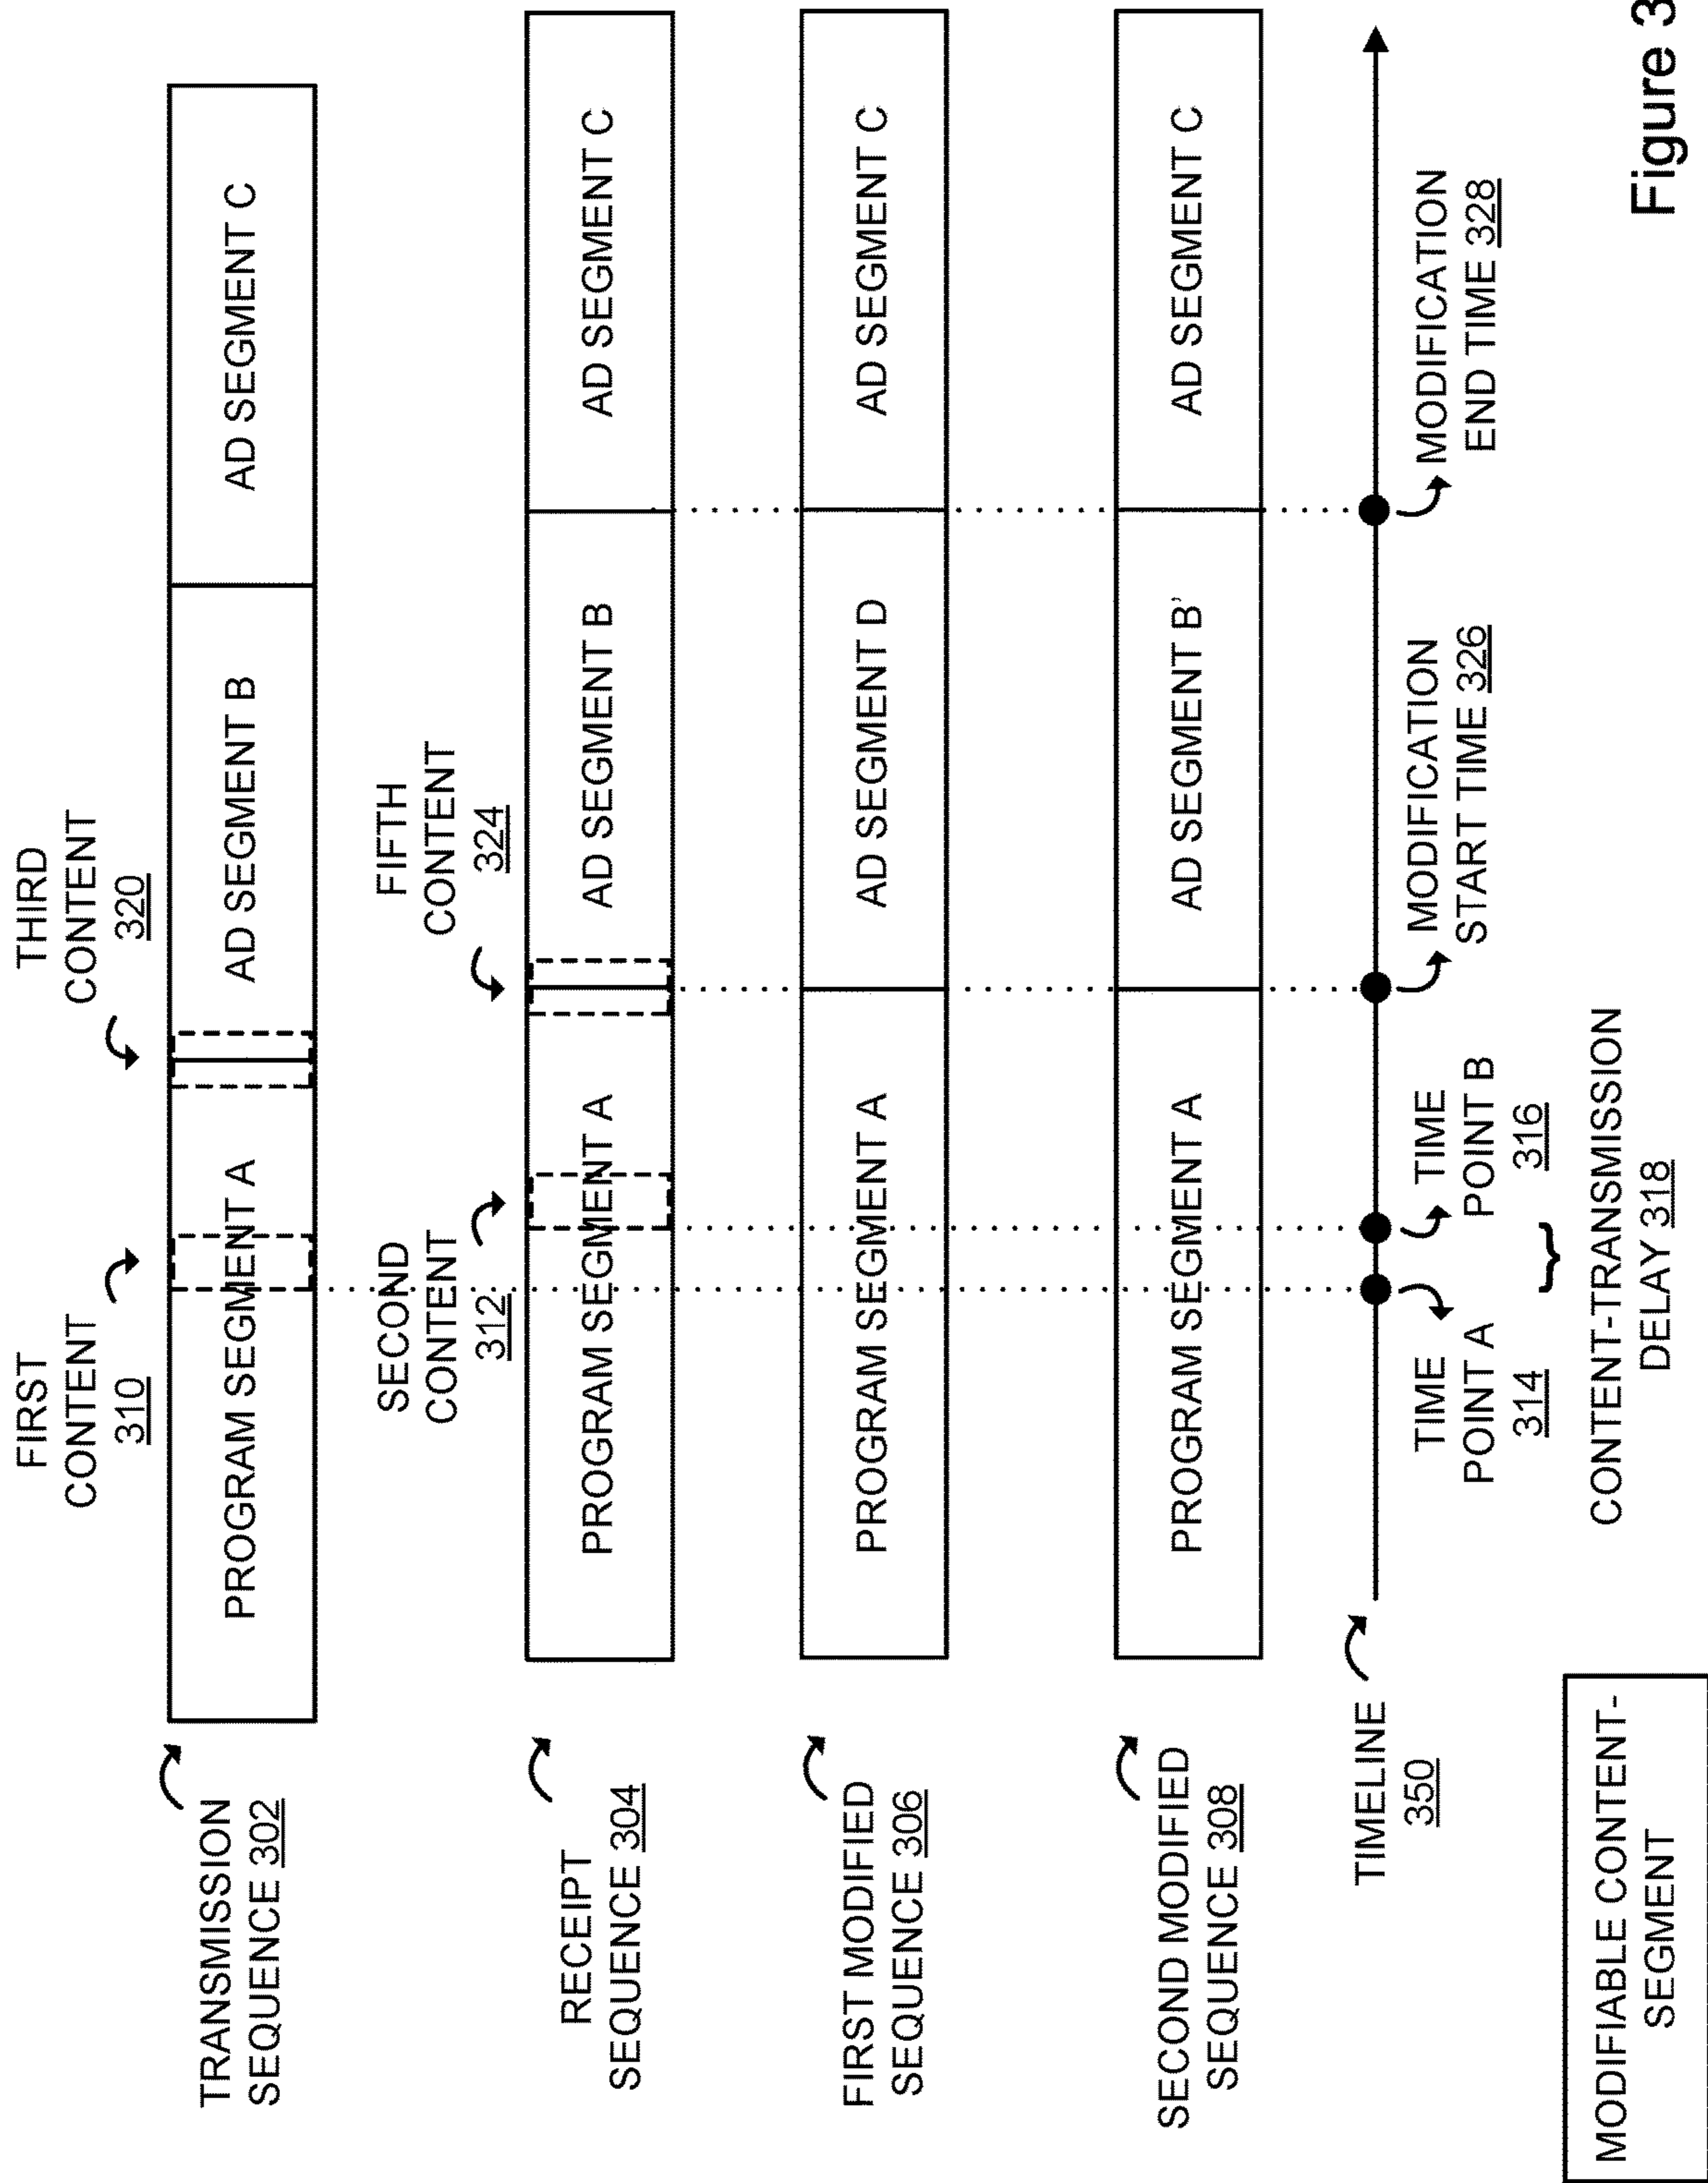 FIRST
CONTENT
310
THIRD
CONTENT
320
TRANSMISSION
SEQUENCE 302
PROGRAM SEGMENT A
AD SEGMENT B
AD SEGMENT C
SECOND
CONTENT
312
FIFTH
CONTENT
324
RECEIPT
SEQUENCE 304
PROGRAM SEGMENT A
AD SEGMENT B
AD SEGMENT C
FIRST MODIFIED
SEQUENCE 306
PROGRAM SEGMENT A
AD SEGMENT D
AD SEGMENT C
SECOND MODIFIED
SEQUENCE 308
PROGRAM SEGMENT A
AD SEGMENT B'
AD SEGMENT C
TIMELINE
350
TIME
POINT A
314
TIME
POINT B
316
MODIFICATION
START TIME 326
MODIFICATION
END TIME 328
CONTENT-TRANSMISSION
DELAY 318
MODIFIABLE CONTENT-
SEGMENT
Figure 3